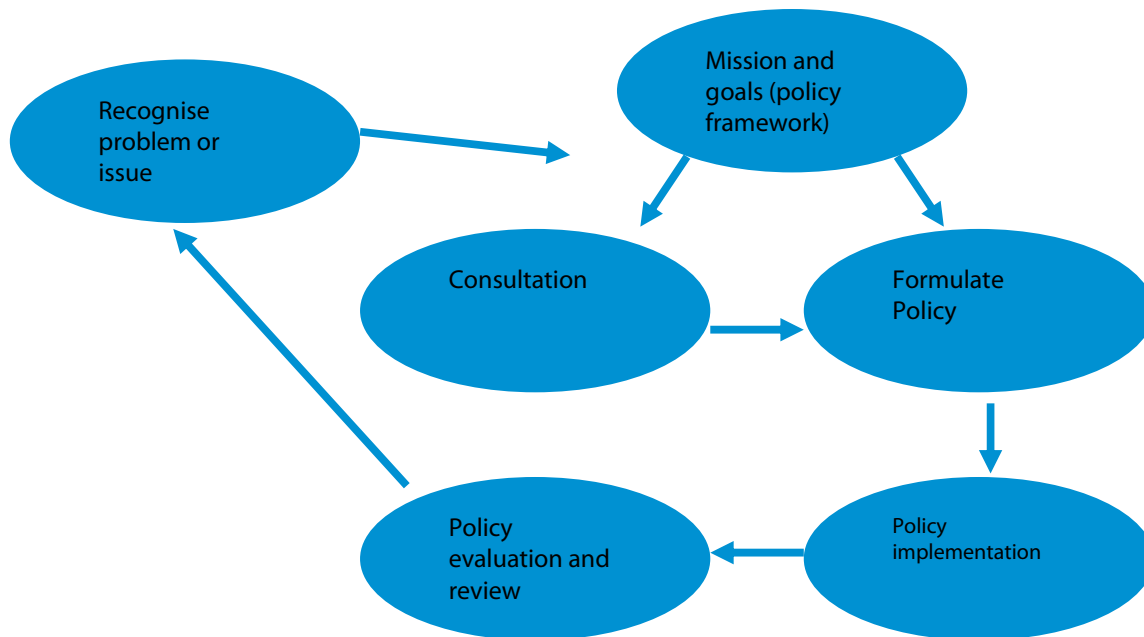 Mission and
goals (policy
framework)
Recognise
problem or
issue
Consultation
Formulate
Policy
Policy
evaluation and
review
Policy
implementation